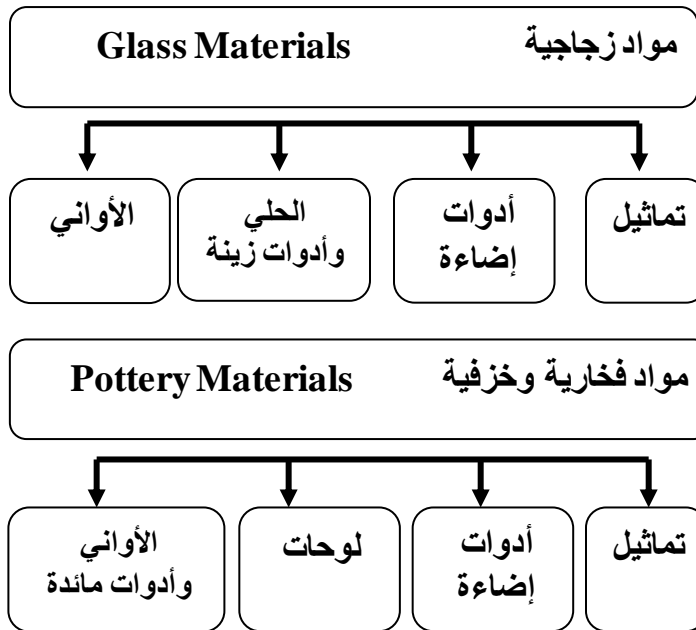 مواد زجاجية Glass Materials
تماثيل
أدوات
إضاءة
الحلي
وأدوات زينة
الأواني
مواد فخارية وخزفية Pottery Materials
تماثيل
أدوات
إضاءة
لوحات
الأواني
وأدوات مائدة